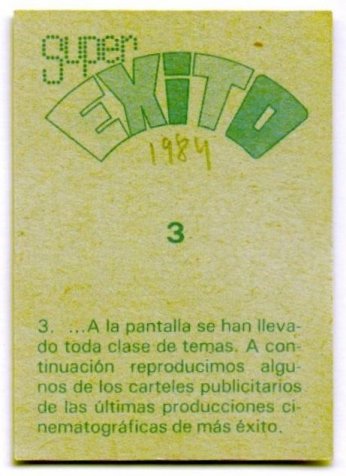 super
EXITO
1984
3
3. ...A la pantalla se han lleva-
do toda clase de temas. A con-
tinuación reproducimos algu-
nos de los carteles publicitarios
de las últimas producciones ci-
nematográficas de más éxito.